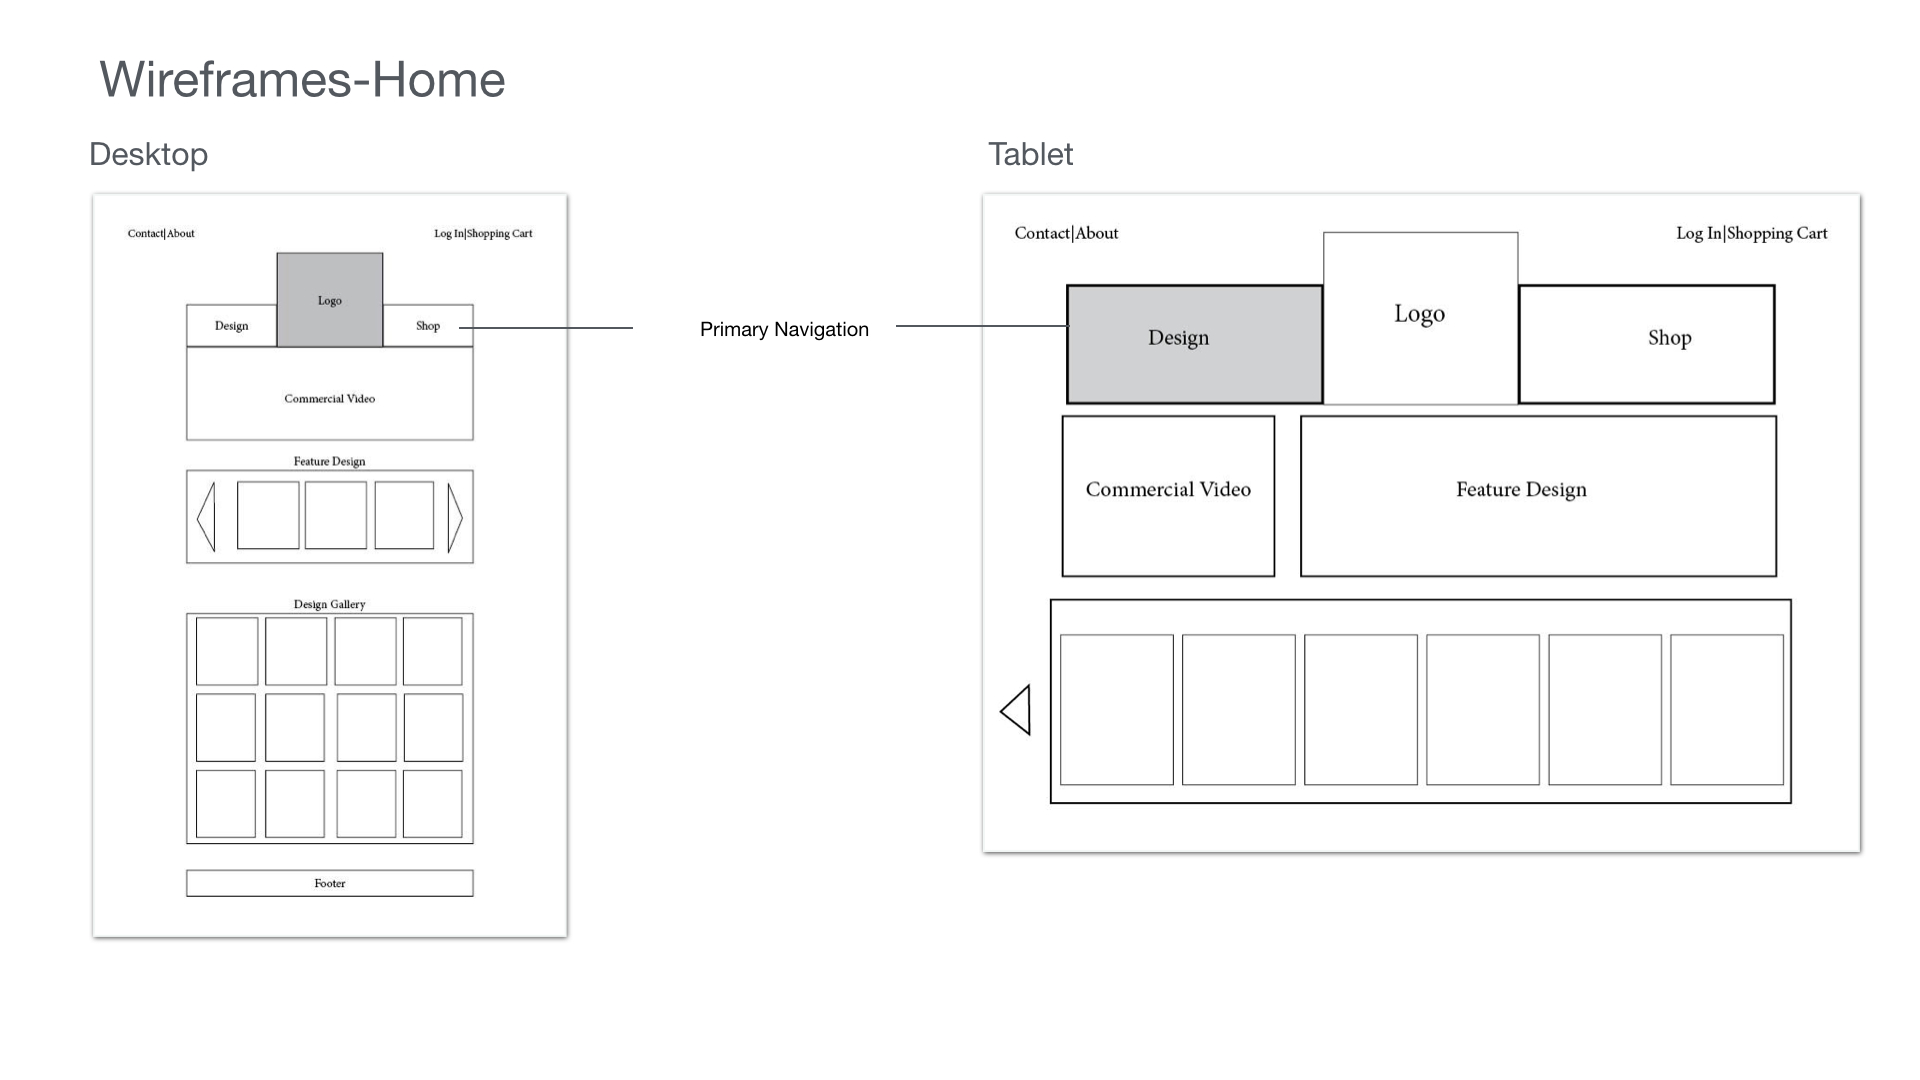 Wireframes-Home
Desktop
Contact|About
Log In|Shopping Cart
Logo
Design
Shop
Commercial Video
Feature Design
Design Gallery
Footer
Primary Navigation
Tablet
Contact|About
Log In|Shopping Cart
Design
Logo
Shop
Commercial Video
Feature Design